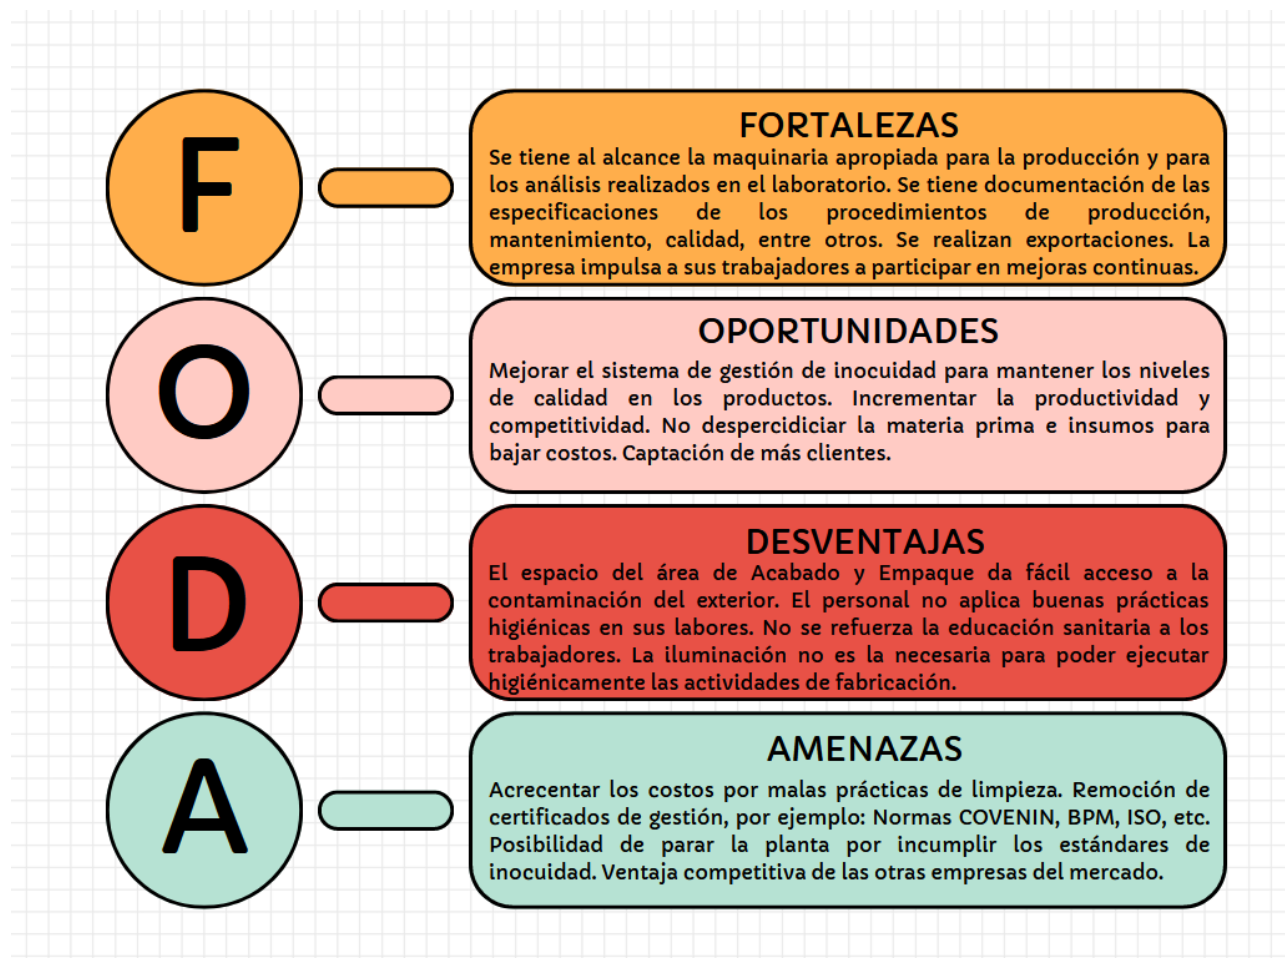 F
FORTALEZAS
Se tiene al alcance la maquinaria apropiada para la producción y para
los análisis realizados en el laboratorio. Se tiene documentación de las
especificaciones de los procedimientos de producción,
mantenimiento, calidad, entre otros. Se realizan exportaciones. La
empresa impulsa a sus trabajadores a participar en mejoras continuas.
O
OPORTUNIDADES
Mejorar el sistema de gestión de inocuidad para mantener los niveles
de calidad en los productos. Incrementar la productividad y
competitividad. No despercidiciar la materia prima e insumos para
bajar costos. Captación de más clientes.
D
DESVENTAJAS
El espacio del área de Acabado y Empaque da fácil acceso a la
contaminación del exterior. El personal no aplica buenas prácticas
higiénicas en sus labores. No se refuerza la educación sanitaria a los
trabajadores. La iluminación no es la necesaria para poder ejecutar
higiénicamente las actividades de fabricación.
A
AMENAZAS
Acrecentar los costos por malas prácticas de limpieza. Remoción de
certificados de gestión, por ejemplo: Normas COVENIN, BPM, ISO, etc.
Posibilidad de parar la planta por incumplir los estándares de
inocuidad. Ventaja competitiva de las otras empresas del mercado.